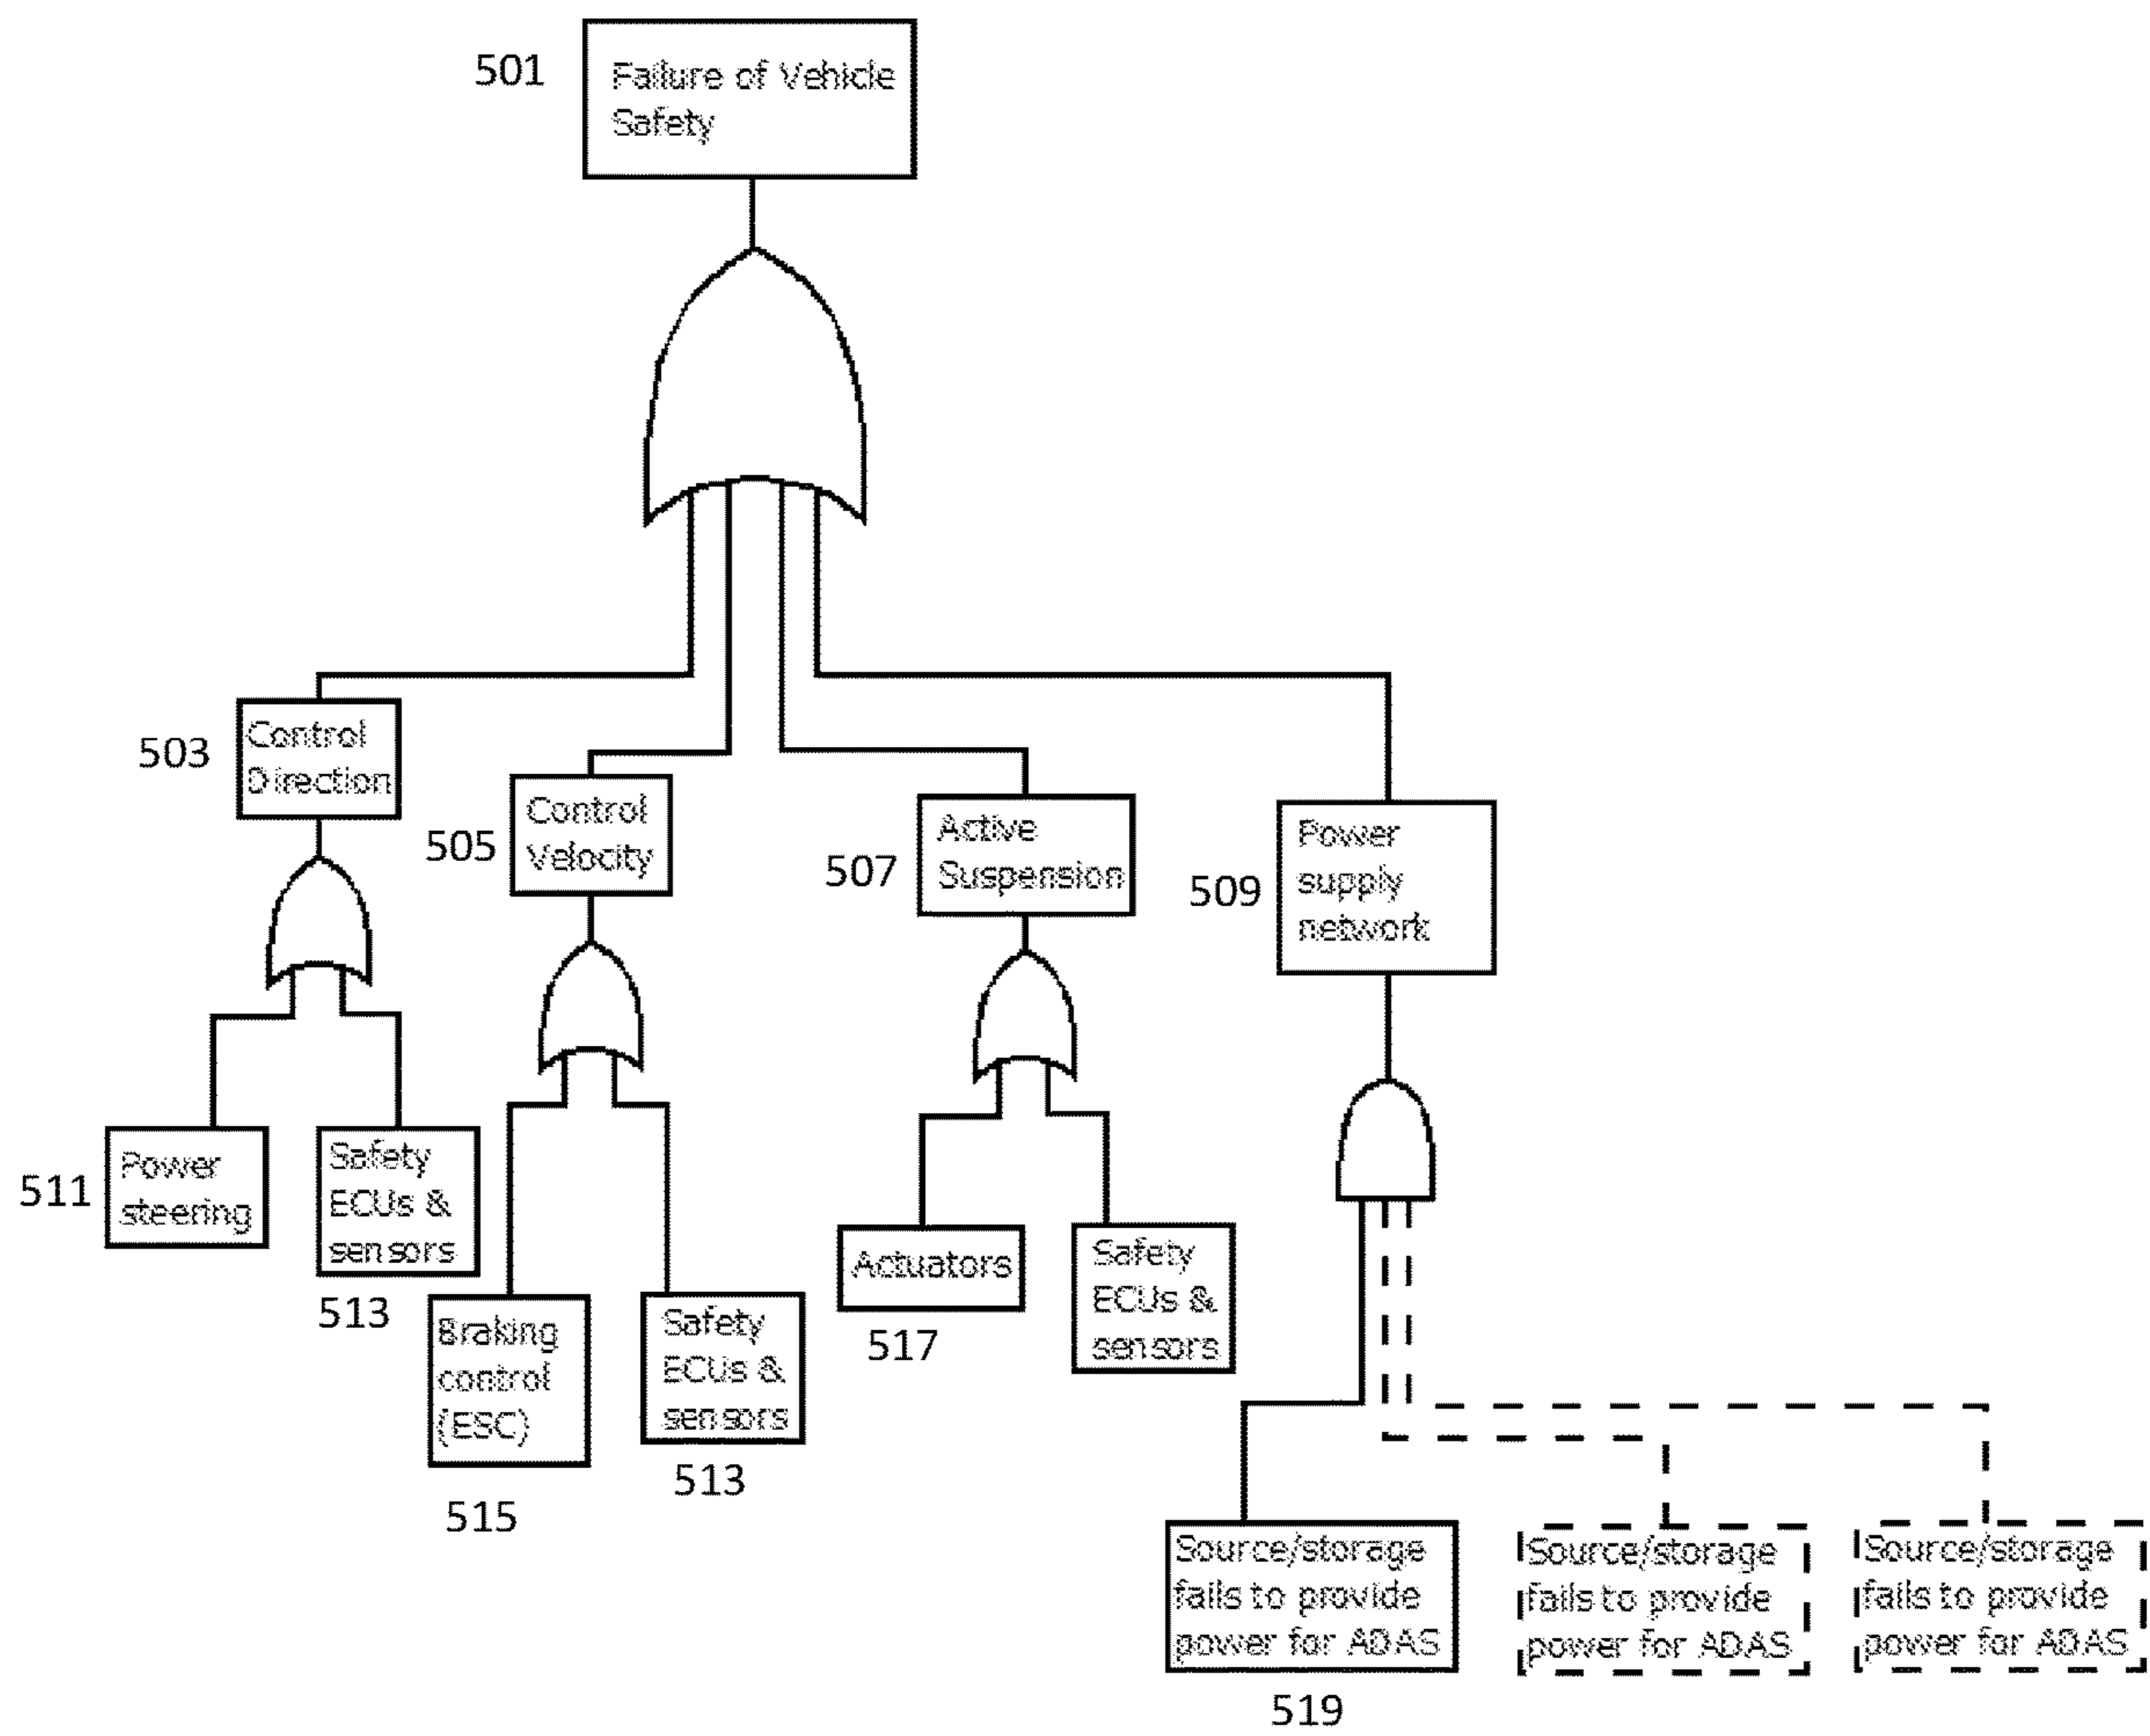 501
Failure of Vehicle
Safety
503
Control
Direction
505
Control
Velocity
507
Active
Suspension
509
Power
supply
network
511
Power
steering
Safety
ECUs &
sensors
513
Braking
control
(ESC)
515
Safety
ECUs &
sensors
513
Actuators
517
Safety
ECUs &
sensors
Source/storage
fails to provide
power for ADAS
519
Source/storage
fails to provide
power for ADAS
Source/storage
fails to provide
power for ADAS